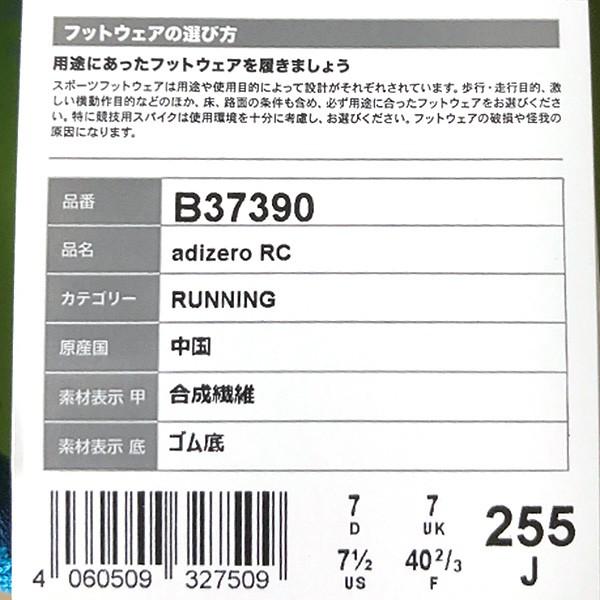 フットウェアの選び方
用途にあったフットウェアを履きましょう
スポーツフットウェアは用途や使用目的によって設計がそれぞれされています。歩行・走行目的、激
しい横動作目的などのほか、床、路面の条件も含め、必ず用途に合ったフットウェアをお選びくださ
い。特に競技用スパイクは使用環境を十分に考慮し、お選びください。フットウェアの破損や怪我の
原因になります。
品番 B37390
品名 adizero RC
カテゴリー RUNNING
原産国 中国
素材表示 甲 合成繊維
素材表示 底 ゴム底
7 7 255
D UK J
7½ 40²/₃
US F
4 060509 327509